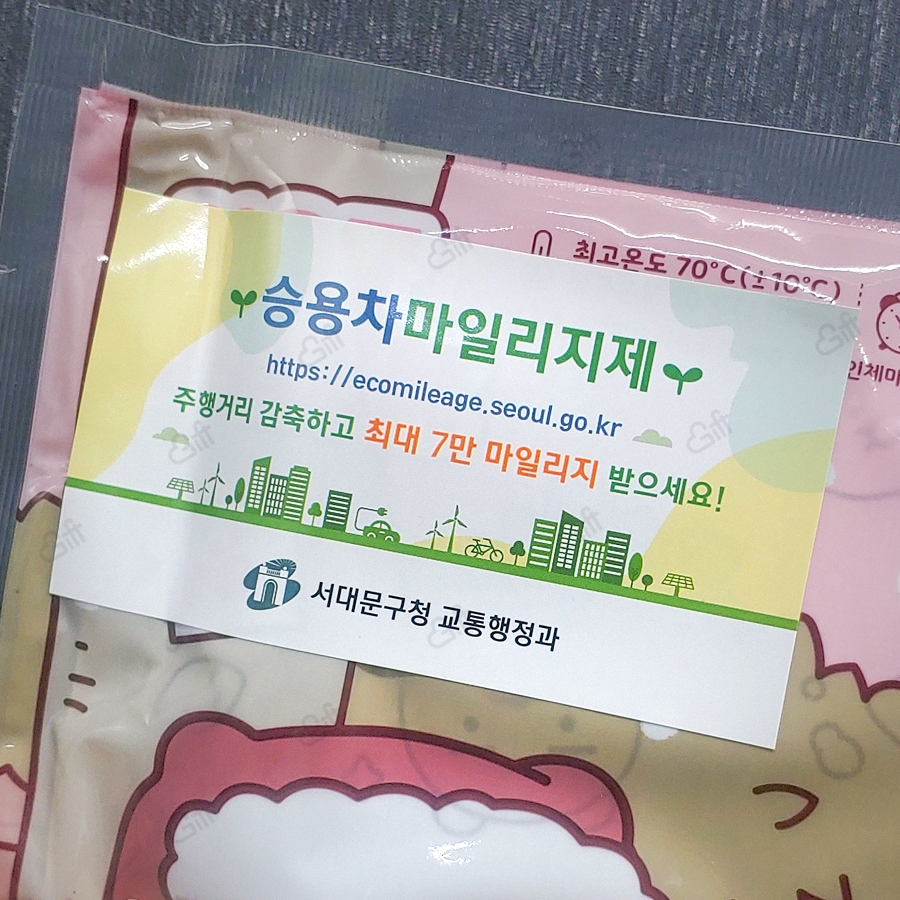 최고온도 70°C(±10°C)
인체
승용차마일리지제
https://ecomileage.seoul.go.kr
주행거리 감축하고 최대 7만 마일리지 받으세요!
서대문구청 교통행정과